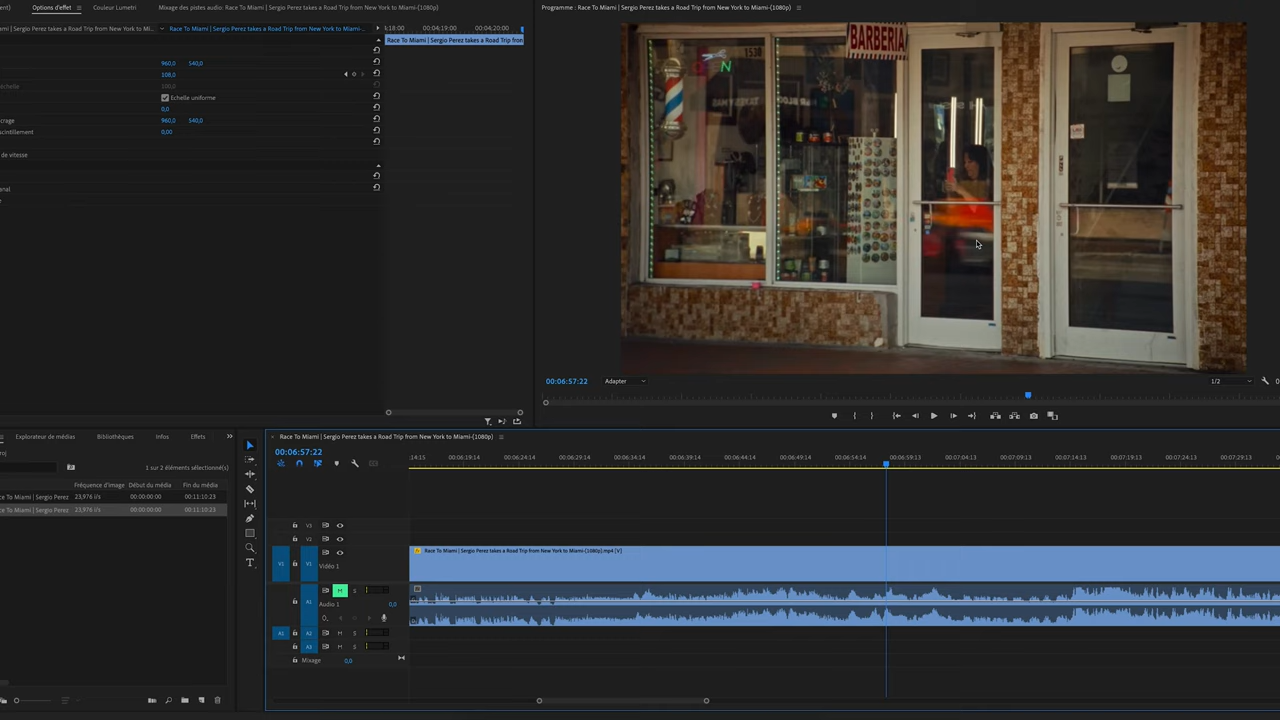 Options d'effet
Couleur Lumetri
Mixage des pistes audio: Race To Miami | Sergio Perez takes a Road Trip from New York to Miami-(1080p)
Programme : Race To Miami | Sergio Perez takes a Road Trip from New York to Miami-(1080p)
Sergio Perez takes a Road Trip from New York to Mi...
Race To Miami | Sergio Perez takes a Road Trip from New York to Miami-...
;18:00
00:04:19:00
00:04:20:00
Race To Miami | Sergio Perez takes a Road Trip from
960,0 540,0
108,0
100,0
Echelle uniforme
0,0
960,0 540,0
0,00
de vitesse
BARBERIA
1530
00:06:57:22
Adapter
1/2
Explorateur de médias
Bibliothèques
Infos
Effets
1 sur 2 éléments sélectionné(s)
Fréquence d'image
Début du média
Fin du média
ce To Miami | Sergio Perez
23,976 i/s
00:00:00:00
00:11:10:23
ce To Miami | Sergio Perez
23,976 i/s
00:00:00:00
00:11:10:23
Race To Miami | Sergio Perez takes a Road Trip from New York to Miami-(1080p)
00:06:57:22
:14:15
00:06:19:14
00:06:24:14
00:06:29:14
00:06:34:14
00:06:39:14
00:06:44:14
00:06:49:14
00:06:54:14
00:06:59:13
00:07:04:13
00:07:09:13
00:07:14:13
00:07:19:13
00:07:24:13
00:07:29:13
V3
V2
V1 V1 Vidéo 1
Race To Miami | Sergio Perez takes a Road Trip from New York to Miami-(1080p).mp4 [V]
A1 M S
Audio 1 0,0
A1 A2 M S
A3 M S
Mixage 0,0